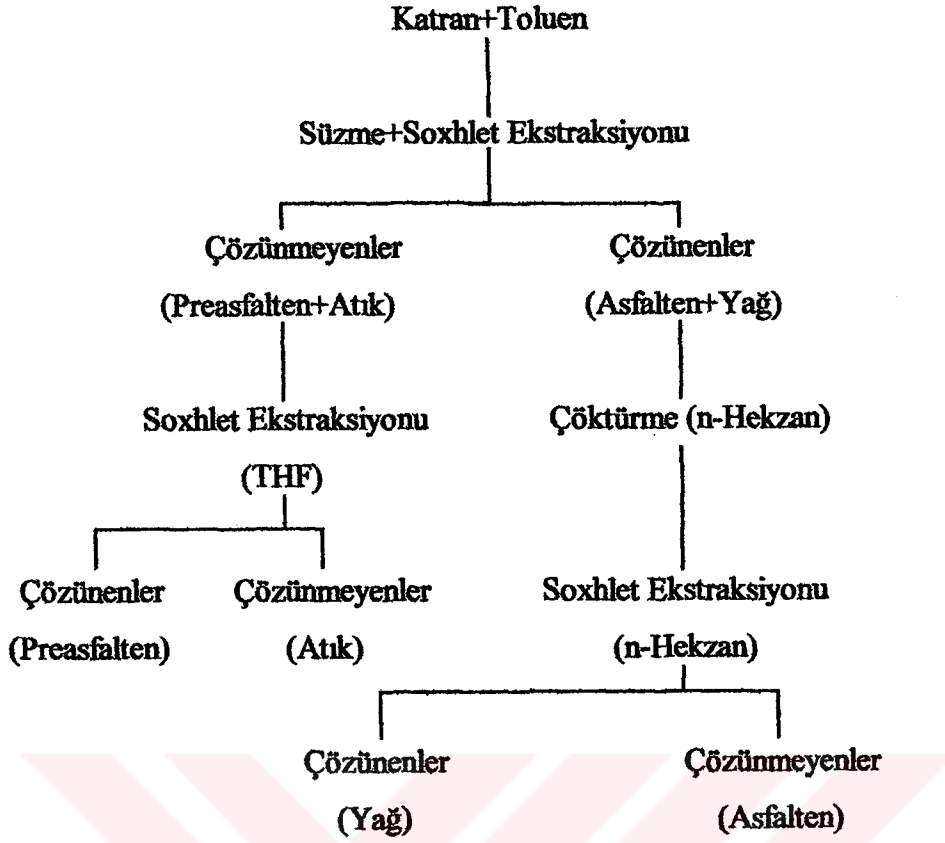 Katran+Toluen
Süzme+Soxhlet Ekstraksiyonu
Çözünmeyenler
(Preasfalten+Atık)
Çözünenler
(Asfalten+Yağ)
Soxhlet Ekstraksiyonu
(THF)
Çöktürme (n-Hekzan)
Çözünenler
(Preasfalten)
Çözünmeyenler
(Atık)
Soxhlet Ekstraksiyonu
(n-Hekzan)
Çözünenler
(Yağ)
Çözünmeyenler
(Asfalten)